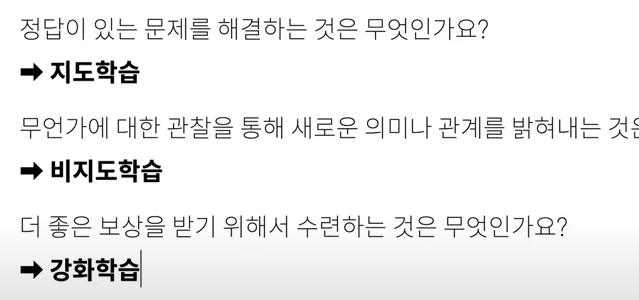 정답이 있는 문제를 해결하는 것은 무엇인가요?
➡ 지도학습
무언가에 대한 관찰을 통해 새로운 의미나 관계를 밝혀내는 것은
➡ 비지도학습
더 좋은 보상을 받기 위해서 수련하는 것은 무엇인가요?
➡ 강화학습